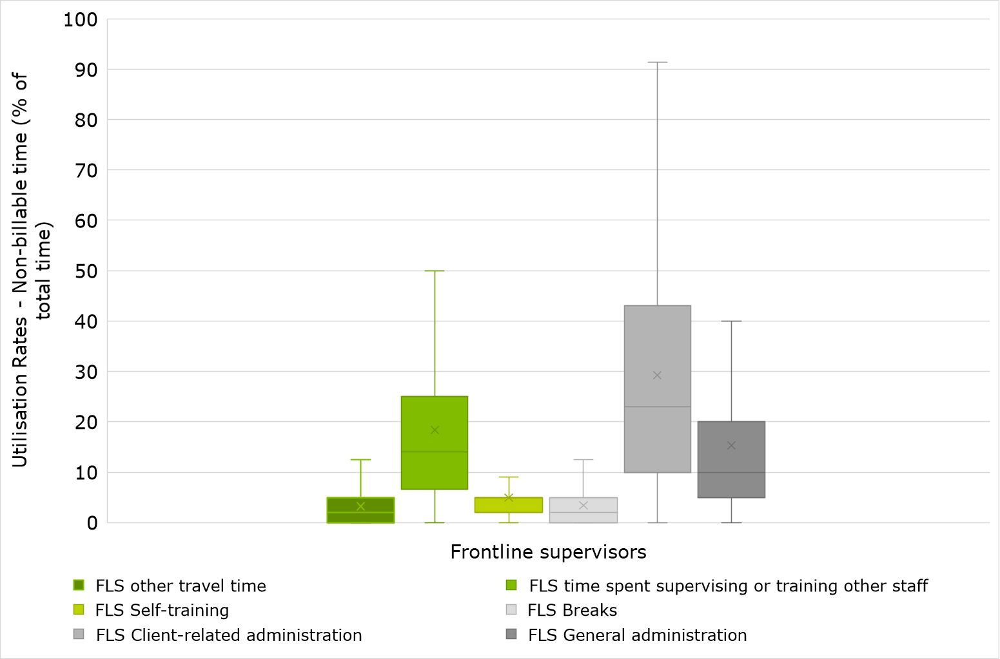 Utilisation Rates - Non-billable time (% of
total time)
100
90
80
70
60
50
40
30
20
10
0
Frontline supervisors
FLS other travel time
FLS time spent supervising or training other staff
FLS Self-training
FLS Breaks
FLS Client-related administration
FLS General administration